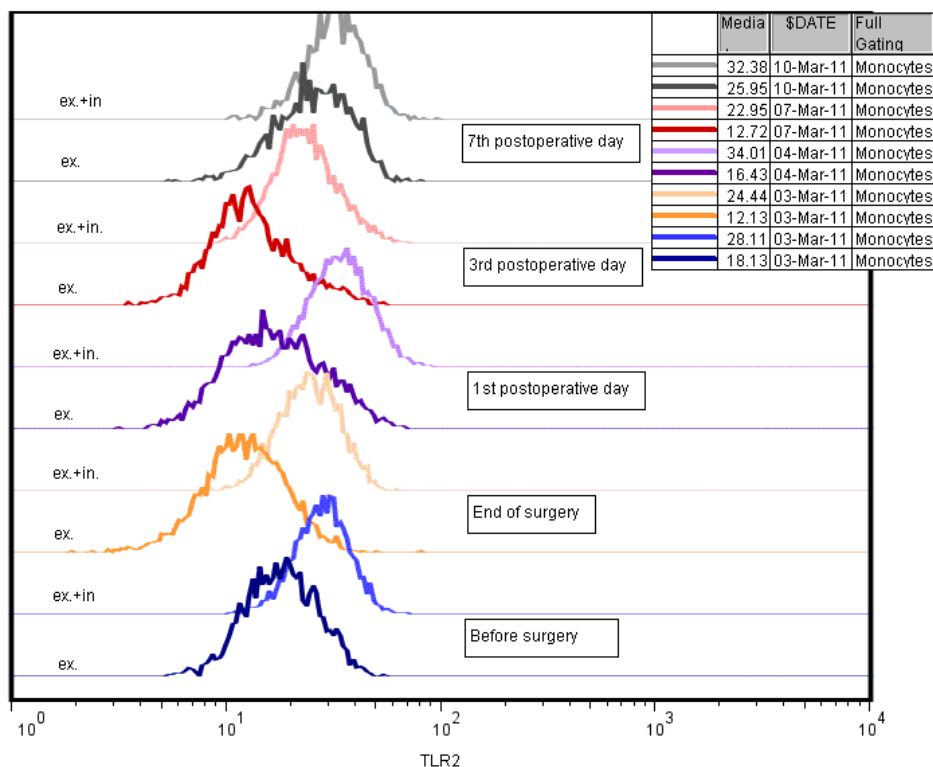 Media $DATE Full
. Gating
32.38 10-Mar-11 Monocytes
25.95 10-Mar-11 Monocytes
22.95 07-Mar-11 Monocytes
12.72 07-Mar-11 Monocytes
34.01 04-Mar-11 Monocytes
16.43 04-Mar-11 Monocytes
24.44 03-Mar-11 Monocytes
12.13 03-Mar-11 Monocytes
28.11 03-Mar-11 Monocytes
18.13 03-Mar-11 Monocytes
ex.+in
7th postoperative day
ex.
ex.+in.
3rd postoperative day
ex.
ex.+in.
1st postoperative day
ex.
ex.+in.
End of surgery
ex.
ex.+in
Before surgery
ex.
10^0 10^1 10^2 10^3 10^4
TLR2